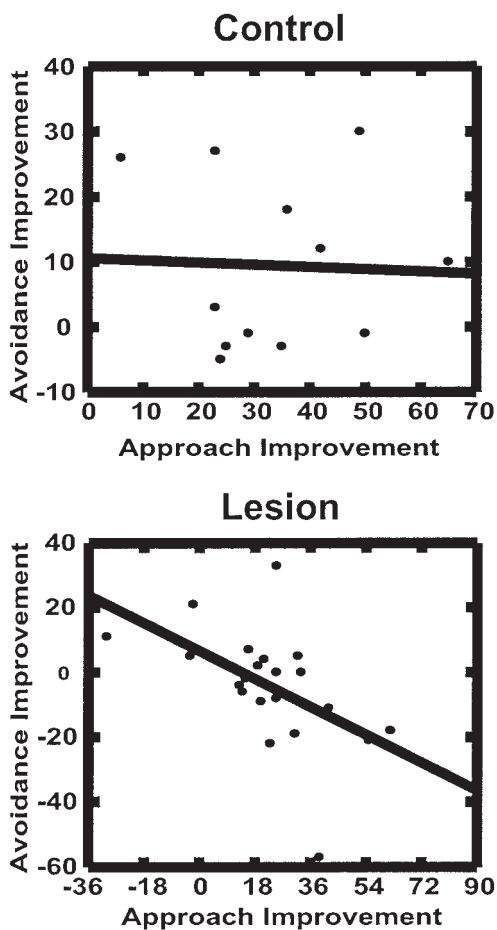 Control
Avoidance Improvement
40
30
20
10
0
-10
0 10 20 30 40 50 60 70
Approach Improvement
Lesion
Avoidance Improvement
40
20
0
-20
-40
-60
-36 -18 0 18 36 54 72 90
Approach Improvement